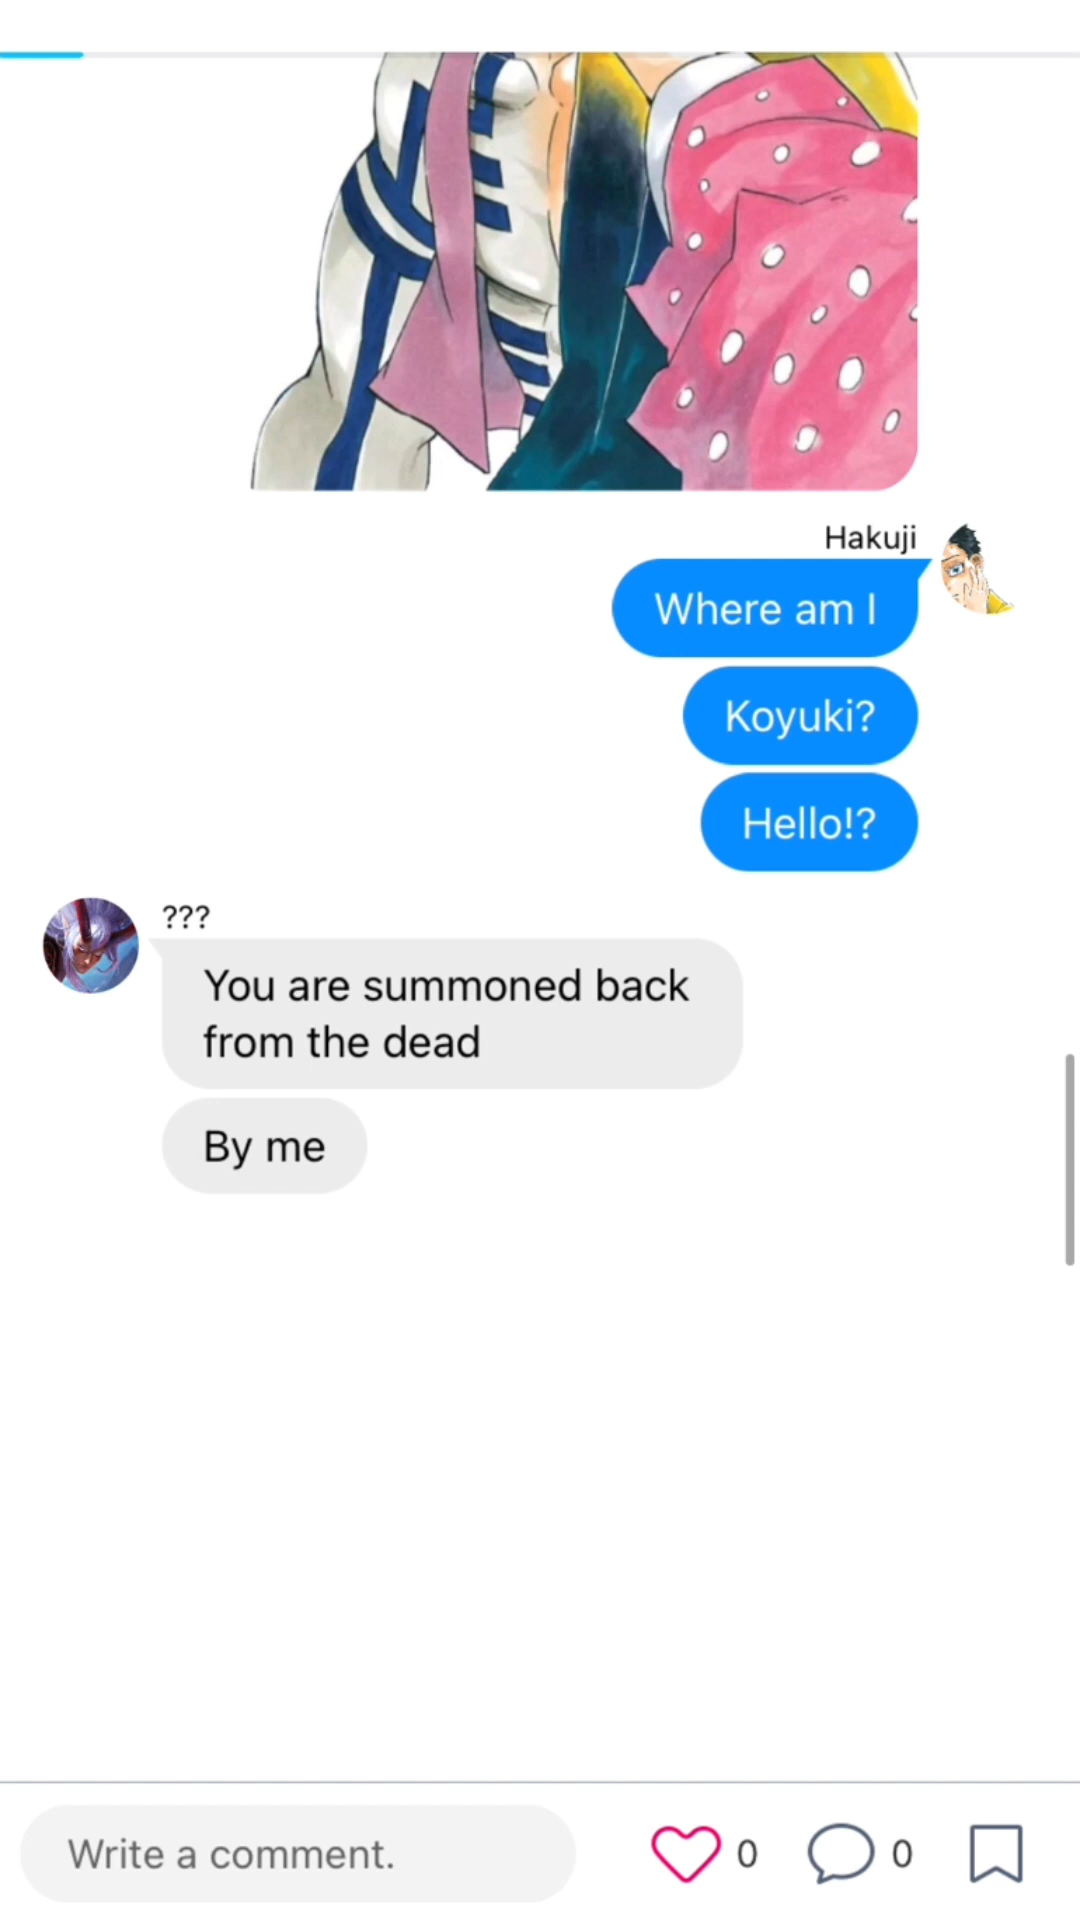 Hakuji
Where am I
Koyuki?
Hello!?
???
You are summoned back
from the dead
By me
Write a comment.
0
0